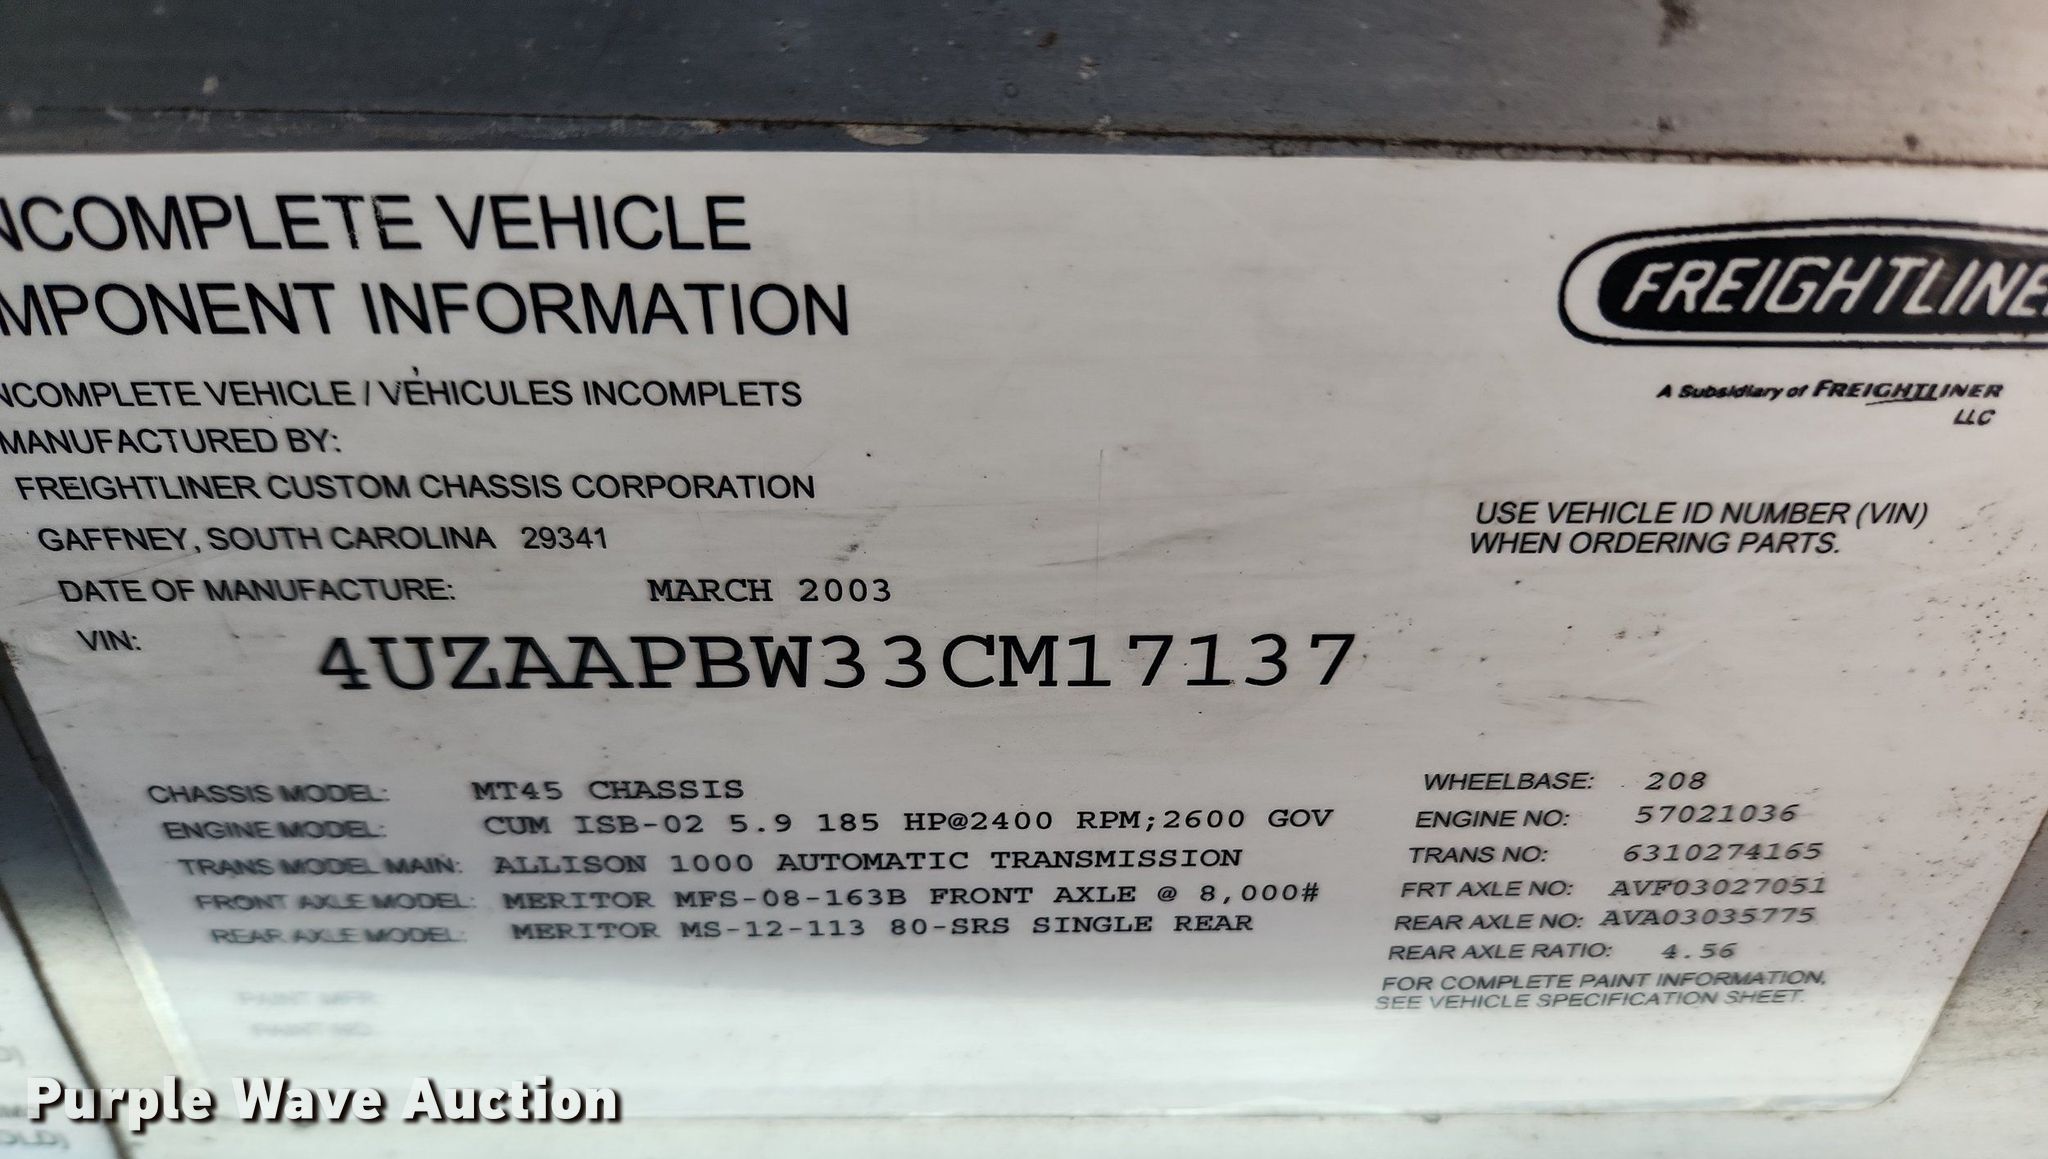 NCOMPLETE VEHICLE
MPONENT INFORMATION
NCOMPLETE VEHICLE / VÉHICULES INCOMPLETS
MANUFACTURED BY:
FREIGHTLINER CUSTOM CHASSIS CORPORATION
GAFFNEY, SOUTH CAROLINA 29341
DATE OF MANUFACTURE: MARCH 2003
VIN: 4UZAAPBW33CM17137
FREIGHTLINE
A Subsidiary of FREIGHTLINER
LLC
USE VEHICLE ID NUMBER (VIN)
WHEN ORDERING PARTS.
CHASSIS MODEL: MT45 CHASSIS
ENGINE MODEL: CUM ISB-02 5.9 185 HP@2400 RPM;2600 GOV
TRANS MODEL MAIN: ALLISON 1000 AUTOMATIC TRANSMISSION
FRONT AXLE MODEL: MERITOR MFS-08-163B FRONT AXLE @ 8,000#
REAR AXLE MODEL: MERITOR MS-12-113 80-SRS SINGLE REAR
PAINT MFR:
PAINT NO:
WHEELBASE: 208
ENGINE NO: 57021036
TRANS NO: 6310274165
FRT AXLE NO: AVF03027051
REAR AXLE NO: AVA03035775
REAR AXLE RATIO: 4.56
FOR COMPLETE PAINT INFORMATION,
SEE VEHICLE SPECIFICATION SHEET.
Purple Wave Auction